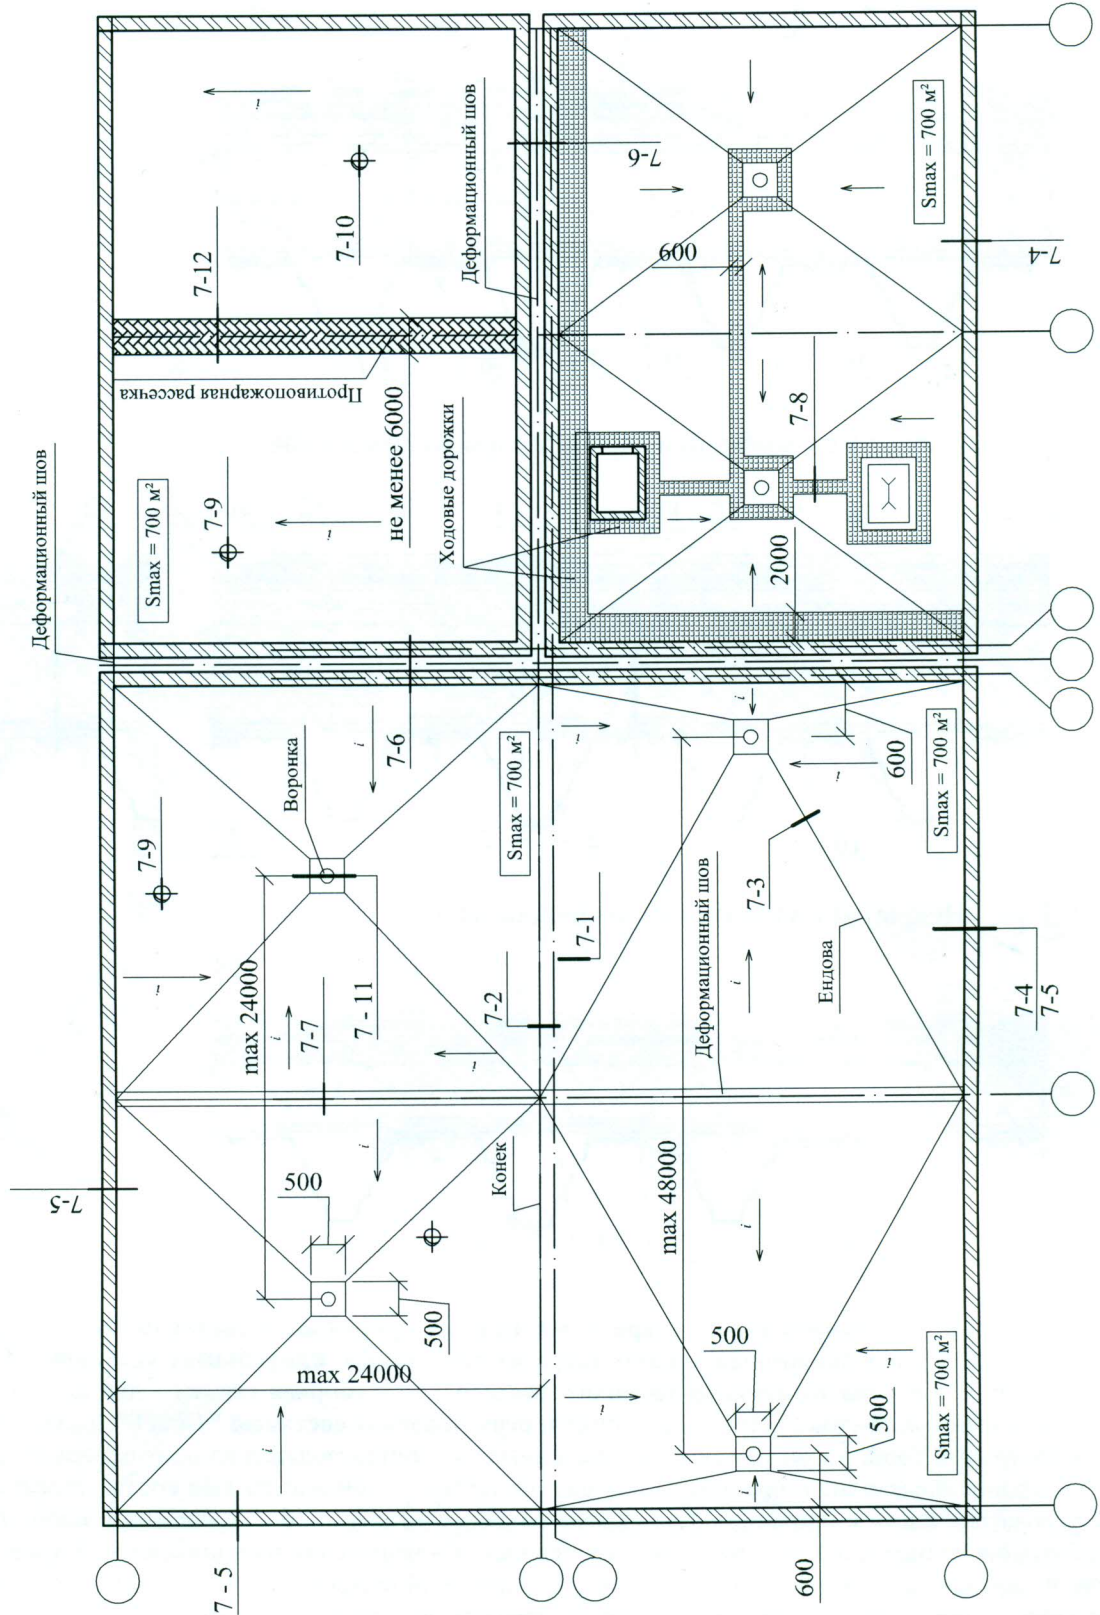 Деформационный шов
Smax = 700 м²
7-9
i
не менее 6000
Противопожарная рассечка
7-12
7-10
i
Деформационный шов
7-6
Ходовые дорожки
600
7-8
2000
Smax = 700 м²
7-4
7-5
7-9
i
Воронка
i
7-6
max 24000
i
7-7
7-11
i
i
500
500
max 24000
i
7-5
Smax = 700 м²
7-2
7-1
Конек
i
i
i
600
Smax = 700 м²
7-3
Деформационный шов
Ендова
i
7-4
7-5
max 48000
i
i
500
500
i
i
600
Smax = 700 м²